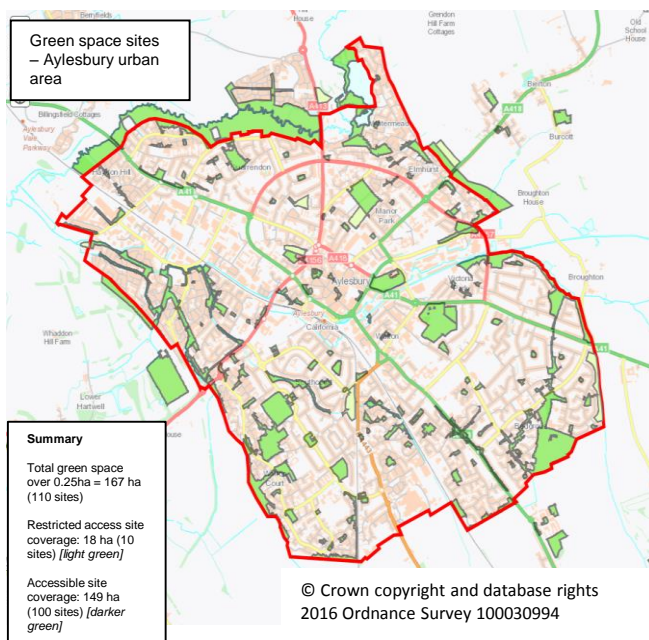 Green space sites
– Aylesbury urban
area
Berryfields
House
Grendon
Hill Farm
Cottages
Old
School
House
Bierton
A413
A418
Burcott
Billingsfield Cottages
Aylesbury
Vale
Parkway
Elmhurst
Broughton
House
A41
Manor
Park
A418
Aylesbury
Victoria
Broughton
A41
Aylesbury
California
Whaddon
Hill Farm
A41
Lower
Hartwell
House
Court
Summary
Total green space
over 0.25ha = 167 ha
(110 sites)
Restricted access site
coverage: 18 ha (10
sites) [light green]
Accessible site
coverage: 149 ha
(100 sites) [darker
green]
© Crown copyright and database rights
2016 Ordnance Survey 100030994